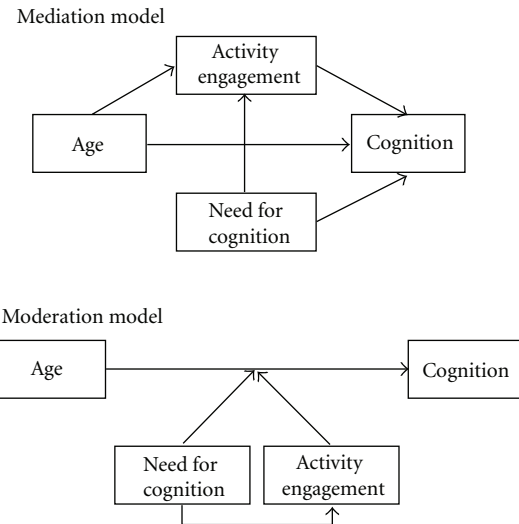 Mediation model
Activity
engagement
Age
Cognition
Need for
cognition
Moderation model
Age
Cognition
Need for
cognition
Activity
engagement